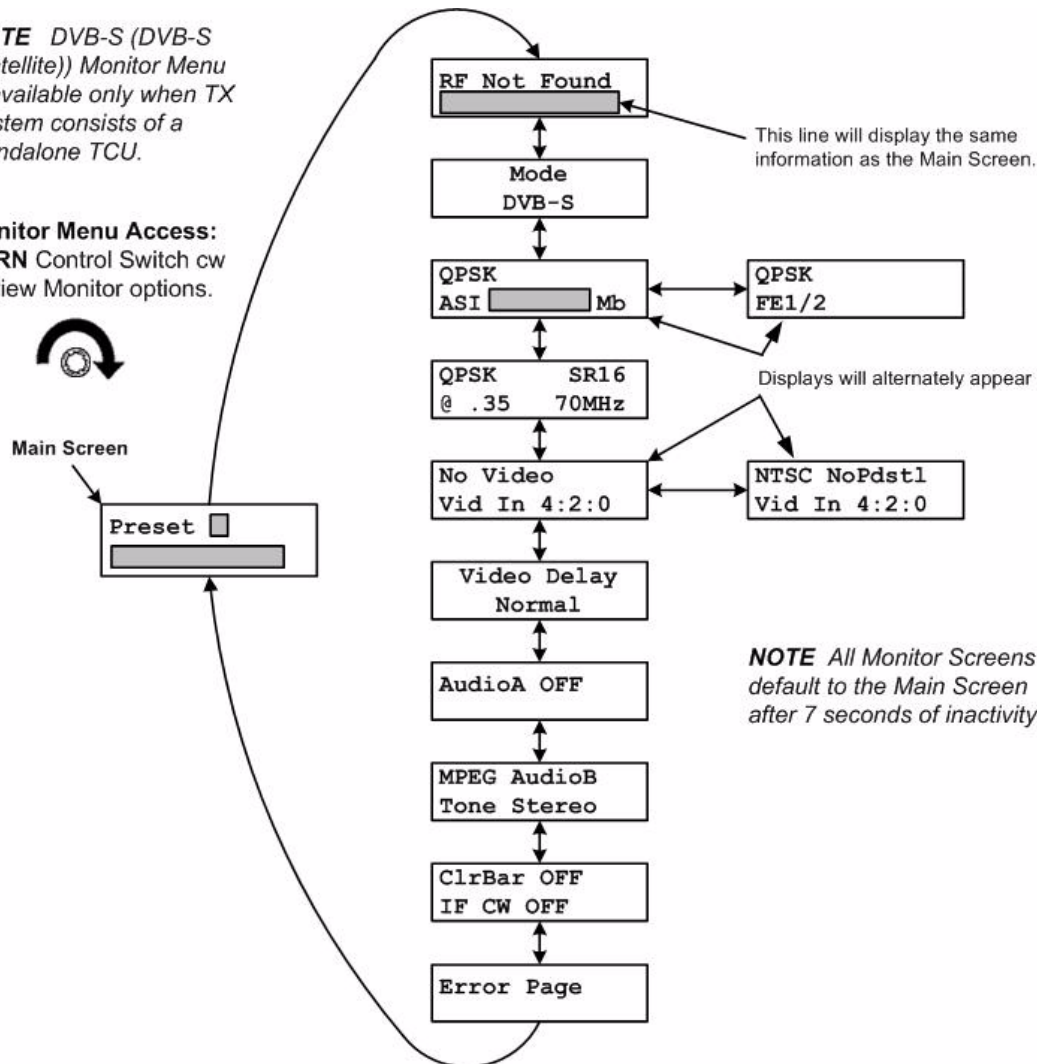 TE DVB-S (DVB-S
tellite)) Monitor Menu
vailable only when TX
stem consists of a
ndalone TCU.
nitor Menu Access:
RN Control Switch cw
iew Monitor options.
Main Screen
Preset
RF Not Found
This line will display the same
information as the Main Screen.
Mode
DVB-S
QPSK
ASI Mb
QPSK
FE1/2
Displays will alternately appear
QPSK SR16
@ .35 70MHz
No Video
Vid In 4:2:0
NTSC NoPdstl
Vid In 4:2:0
Video Delay
Normal
NOTE All Monitor Screens
default to the Main Screen
after 7 seconds of inactivity
AudioA OFF
MPEG AudioB
Tone Stereo
ClrBar OFF
IF CW OFF
Error Page